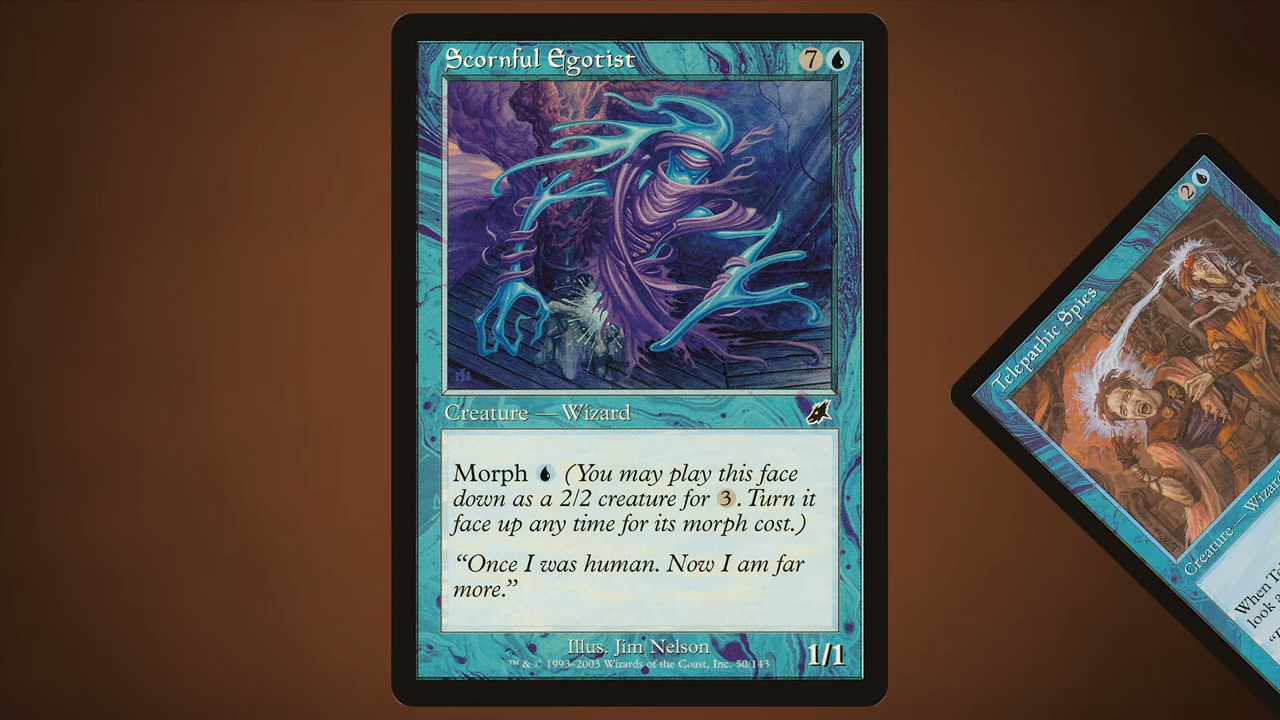 Scornful Egotist
7
Creature — Wizard
Morph (You may play this face
down as a 2/2 creature for 3. Turn it
face up any time for its morph cost.)
“Once I was human. Now I am far
more.”
Illus. Jim Nelson
™ & © 1993-2003 Wizards of the Coast, Inc. 50/143
1/1
2
Telepathic Spies
Creature — Wizard
When
look a